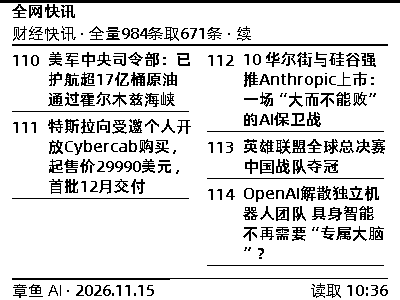 全网快讯
财经快讯 · 全量984条取671条 · 续
110 美军中央司令部：已
护航超17亿桶原油
通过霍尔木兹海峡
111 特斯拉向受邀个人开
放Cybercab购买，
起售价29990美元，
首批12月交付
112 10 华尔街与硅谷强
推Anthropic上市：
一场“大而不能败”
的AI保卫战
113 英雄联盟全球总决赛
中国战队夺冠
114 OpenAI解散独立机
器人团队 具身智能
不再需要“专属大脑
”？
章鱼 AI · 2026.11.15
读取 10:36